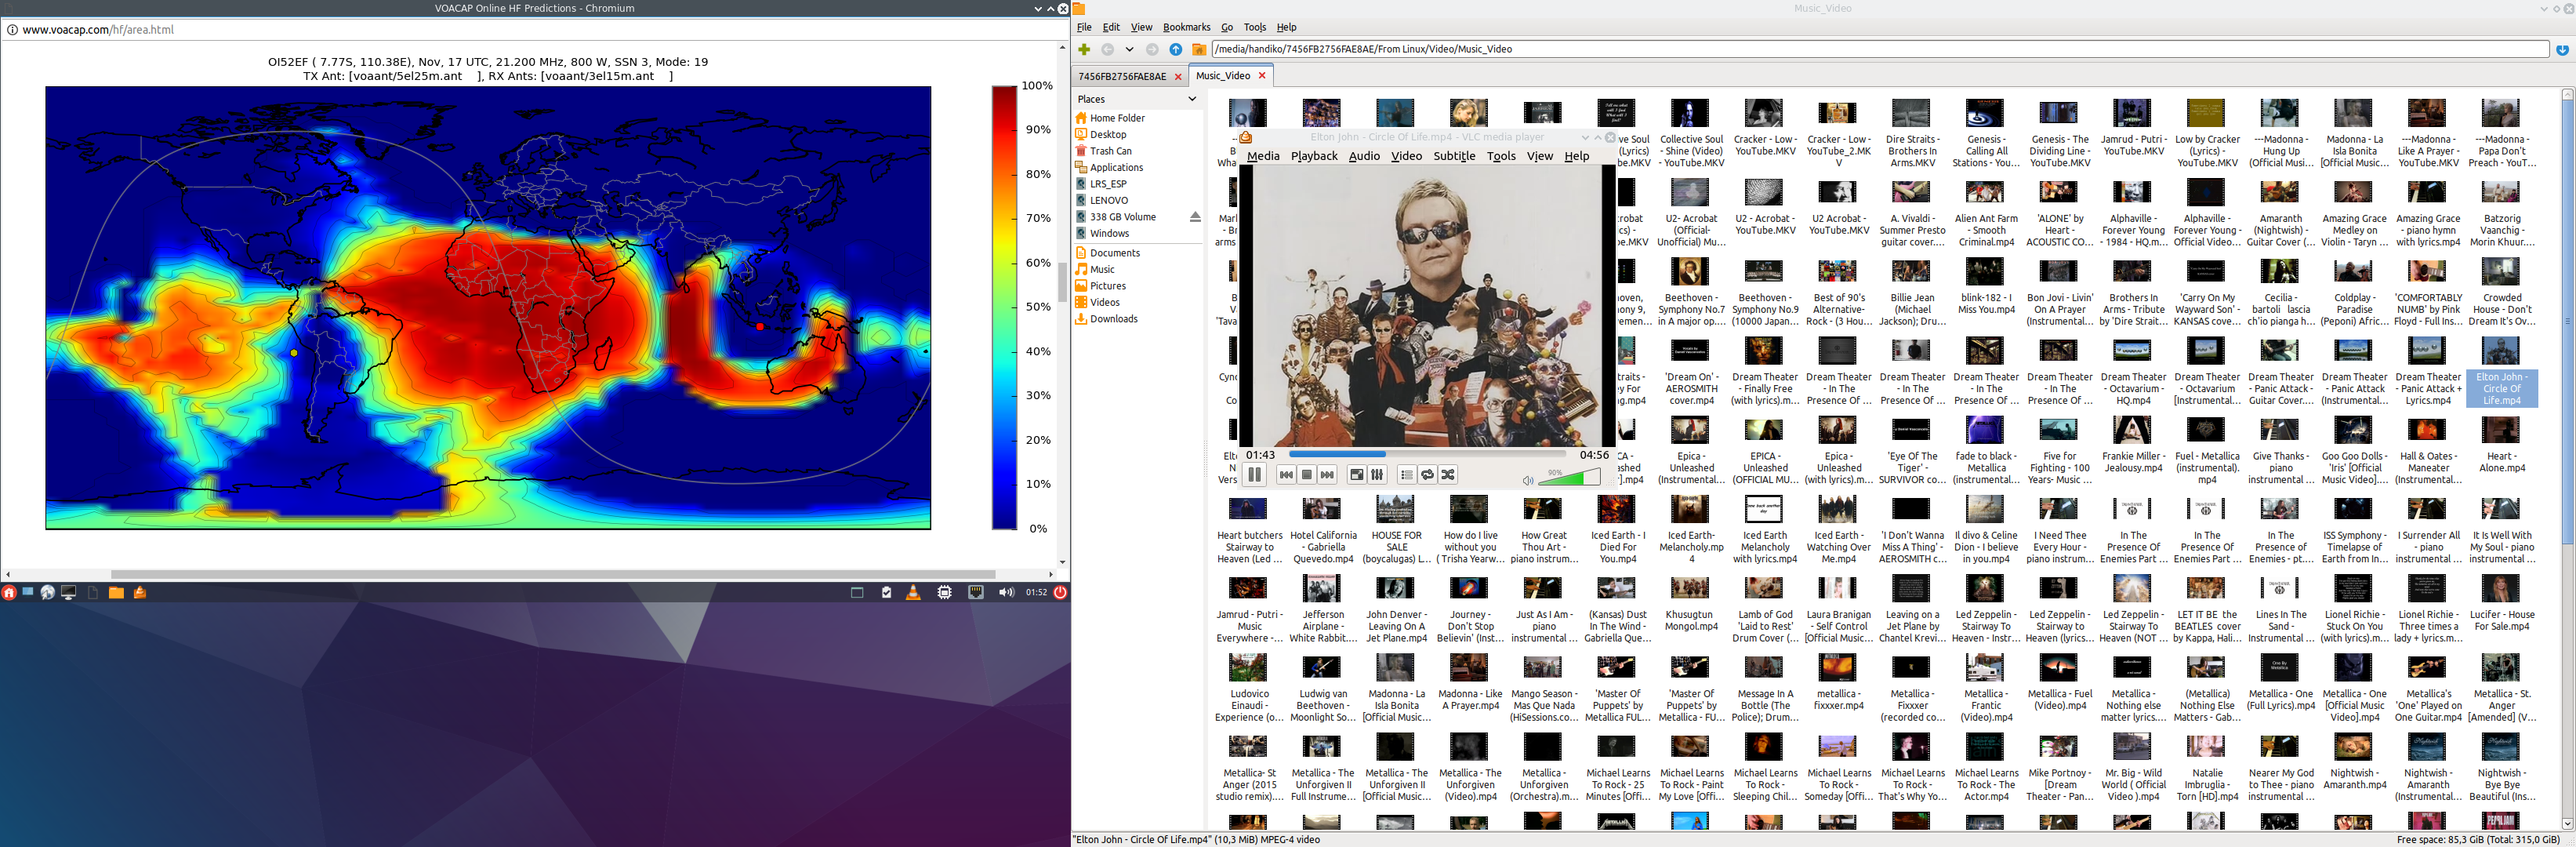 VOACAP Online HF Predictions - Chromium
www.voacap.com/hf/area.html
OI52EF ( 7.77S, 110.38E), Nov, 17 UTC, 21.200 MHz, 800 W, SSN 3, Mode: 19
TX Ant: [voaant/5el25m.ant ], RX Ants: [voaant/3el15m.ant ]
100%
90%
80%
70%
60%
50%
40%
30%
20%
10%
0%
01:52
Music_Video
File Edit View Bookmarks Go Tools Help
/media/handiko/7456FB2756FAE8AE/From Linux/Video/Music_Video
7456FB2756FAE8AE Music_Video
Places
Home Folder
Desktop
Trash Can
Applications
LRS_ESP
LENOVO
338 GB Volume
Windows
Documents
Music
Pictures
Videos
Downloads
Elton John - Circle Of Life.mp4 - VLC media player
Media Playback Audio Video Subtitle Tools View Help
01:43 04:56
90%
Collective Soul - Shine (Video) - YouTube.MKV
Cracker - Low - YouTube.MKV
Cracker - Low - YouTube_2.MKV
Dire Straits - Brothers In Arms.MKV
Genesis - Calling All Stations - You...
Genesis - The Dividing Line - YouTube.MKV
Jamrud - Putri - YouTube.MKV
Low by Cracker (Lyrics) - YouTube.MKV
---Madonna - Hung Up (Official Musi...
Madonna - La Isla Bonita [Official Music...
---Madonna - Like A Prayer - YouTube.MKV
---Madonna - Papa Don't Preach - YouT...
U2- Acrobat (Official-Unofficial) Mu...
U2 - Acrobat - YouTube.MKV
U2 Acrobat - YouTube.MKV
A. Vivaldi - Summer Presto guitar cover....
Alien Ant Farm - Smooth Criminal.mp4
'ALONE' by Heart - ACOUSTIC CO...
Alphaville - Forever Young - 1984 - HQ.m...
Alphaville - Forever Young - Official Video...
Amaranth (Nightwish) - Guitar Cover (...
Amazing Grace Medley on Violin - Taryn ...
Amazing Grace - piano hymn with lyrics.mp4
Batzorig Vaanchig - Morin Khuur....
Beethoven - Symphony No.7 in A major op....
Beethoven - Symphony No.9 (10000 Japan...
Best of 90's Alternative- Rock - (3 Hou...
Billie Jean (Michael Jackson); Dru...
blink-182 - I Miss You.mp4
Bon Jovi - Livin' On A Prayer (Instrumental...
Brothers In Arms - Tribute by 'Dire Strait...
'Carry On My Wayward Son' - KANSAS cove...
Cecilia - bartoli lascia ch'io pianga h...
Coldplay - Paradise (Peponi) Afric...
'COMFORTABLY NUMB' by Pink Floyd - Full Ins...
Crowded House - Don't Dream It's Ov...
'Dream On' - AEROSMITH cover.mp4
Dream Theater - Finally Free (with lyrics).m...
Dream Theater - In The Presence Of ...
Dream Theater - In The Presence Of ...
Dream Theater - In The Presence Of ...
Dream Theater - In The Presence Of ...
Dream Theater - Octavarium - HQ.mp4
Dream Theater - Octavarium [Instrumental...
Dream Theater - Panic Attack - Guitar Cover....
Dream Theater - Panic Attack (Instrumental...
Dream Theater - Panic Attack + Lyrics.mp4
Elton John - Circle Of Life.mp4
Epica - Unleashed (Instrumental...
EPICA - Unleashed (OFFICIAL MU...
Epica - Unleashed (with lyrics).m...
'Eye Of The Tiger' - SURVIVOR co...
fade to black - Metallica (instrumental...
Five for Fighting - 100 Years- Music ...
Frankie Miller - Jealousy.mp4
Fuel - Metallica (instrumental).mp4
Give Thanks - piano instrumental ...
Goo Goo Dolls - 'Iris' [Official Music Video]....
Hall & Oates - Maneater (Instrumental...
Heart - Alone.mp4
Heart butchers Stairway to Heaven (Led ...
Hotel California - Gabriella Quevedo.mp4
HOUSE FOR SALE (boycalugas) L...
How do I live without you ( Trisha Yearw...
How Great Thou Art - piano instrum...
Iced Earth - I Died For You.mp4
Iced Earth- Melancholy.mp4
Iced Earth Melancholy with lyrics.mp4
Iced Earth - Watching Over Me.mp4
'I Don't Wanna Miss A Thing' - AEROSMITH c...
Il divo & Celine Dion - I believe in you.mp4
I Need Thee Every Hour - piano instrum...
In The Presence Of Enemies Part ...
In The Presence Of Enemies Part ...
In The Presence of Enemies - pt....
ISS Symphony - Timelapse of Earth from In...
I Surrender All - piano instrumental ...
It Is Well With My Soul - piano instrumental ...
Jamrud - Putri - Music Everywhere -...
Jefferson Airplane - White Rabbit....
John Denver - Leaving On A Jet Plane.mp4
Journey - Don't Stop Believin' (Inst...
Just As I Am - piano instrumental ...
(Kansas) Dust In The Wind - Gabriella Que...
Khusugtun Mongol.mp4
Lamb of God 'Laid to Rest' Drum Cover (...
Laura Branigan - Self Control [Official Music...
Leaving on a Jet Plane by Chantel Krevi...
Led Zeppelin - Stairway To Heaven - Instr...
Led Zeppelin - Stairway to Heaven (lyrics...
Led Zeppelin - Stairway To Heaven (NOT ...
LET IT BE the BEATLES cover by Kappa, Hali...
Lines In The Sand - Instrumental ...
Lionel Richie - Stuck On You (with lyrics).m...
Lionel Richie - Three times a lady + lyrics.m...
Lucifer - House For Sale.mp4
Ludovico Einaudi - Experience (o...
Ludwig van Beethoven - Moonlight So...
Madonna - La Isla Bonita [Official Music...
Madonna - Like A Prayer.mp4
Mango Season - Mas Que Nada (HiSessions.co...
'Master Of Puppets' by Metallica FUL...
'Master Of Puppets' by Metallica - FU...
Message In A Bottle (The Police); Drum...
metallica - fixxxer.mp4
Metallica - Fixxxer (recorded co...
Metallica - Frantic (Video).mp4
Metallica - Fuel (Video).mp4
Metallica - Nothing else matter lyrics....
(Metallica) Nothing Else Matters - Gab...
Metallica - One (Full Lyrics).mp4
Metallica - One [Official Music Video].mp4
Metallica's 'One' Played on One Guitar.mp4
Metallica - St. Anger [Amended] (V...
Metallica- St Anger (2015 studio remix)....
Metallica - The Unforgiven II Full Instrume...
Metallica - The Unforgiven II [Official Music...
Metallica - The Unforgiven (Video).mp4
Metallica - Unforgiven (Orchestra).m...
Michael Learns To Rock - 25 Minutes [Offi...
Michael Learns To Rock - Paint My Love [Offi...
Michael Learns To Rock - Sleeping Chil...
Michael Learns To Rock - Someday [Offi...
Michael Learns To Rock - That's Why Yo...
Michael Learns To Rock - The Actor.mp4
Mike Portnoy - [Dream Theater - Pan...
Mr. Big - Wild World ( Official Video ).mp4
Natalie Imbruglia - Torn [HD].mp4
Nearer My God to Thee - piano instrumental ...
Nightwish - Amaranth.mp4
Nightwish - Amaranth (Instrumental...
Nightwish - Bye Bye Beautiful (Ins...
"Elton John - Circle Of Life.mp4" (10,3 MiB) MPEG-4 video
Free space: 85,3 GiB (Total: 315,0 GiB)